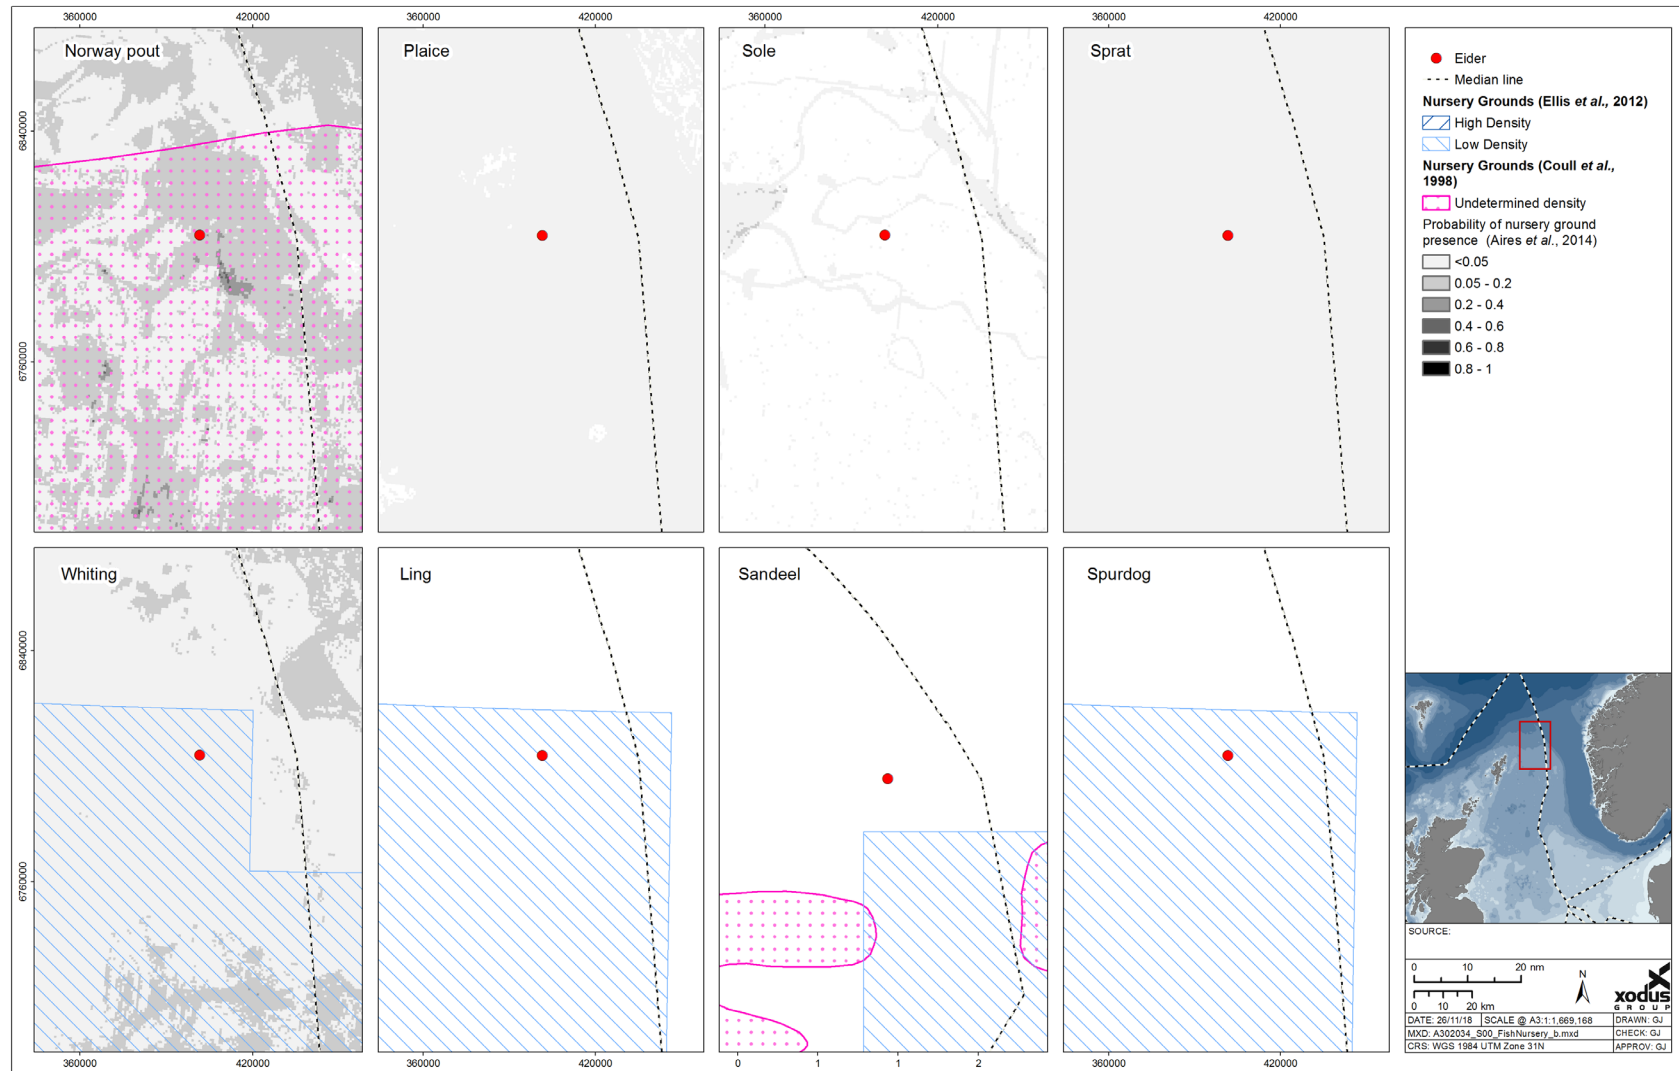 360000 420000 360000 420000 360000 420000
Norway pout
Plaice
Sole
Sprat
6840000
6760000
Whiting
Ling
Sandeel
Spurdog
6840000
6760000
360000 420000 360000 420000 0 1 1 2 360000 420000
360000 420000
Eider
Median line
Nursery Grounds (Ellis et al., 2012)
High Density
Low Density
Nursery Grounds (Coull et al.,
1998)
Undetermined density
Probability of nursery ground
presence (Aires et al., 2014)
<0.05
0.05 - 0.2
0.2 - 0.4
0.4 - 0.6
0.6 - 0.8
0.8 - 1
SOURCE:
0 10 20 nm
0 10 20 km
N
xodus
GROUP
DATE: 26/11/18 SCALE @ A3:1:1,669,168 DRAWN: GJ
MXD: A302034_S00_FishNursery_b.mxd CHECK: GJ
CRS: WGS 1984 UTM Zone 31N APPROV: GJ